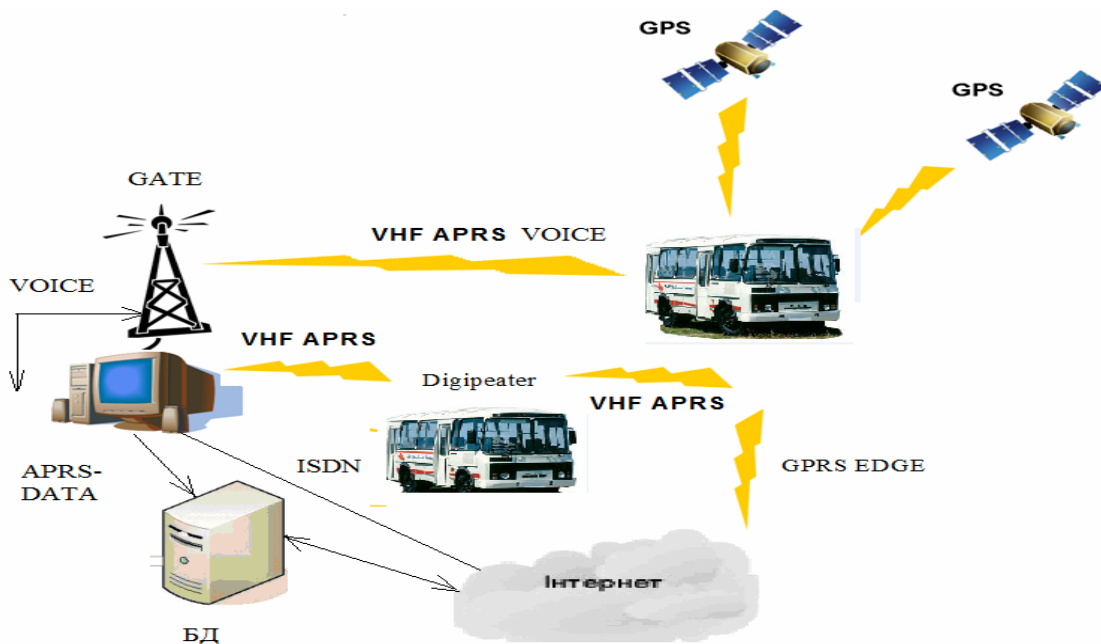 GPS
GPS
GATE
VHF APRS VOICE
VOICE
VHF APRS
Digipeater
VHF APRS
ISDN
GPRS EDGE
APRS-
DATA
Інтернет
БД